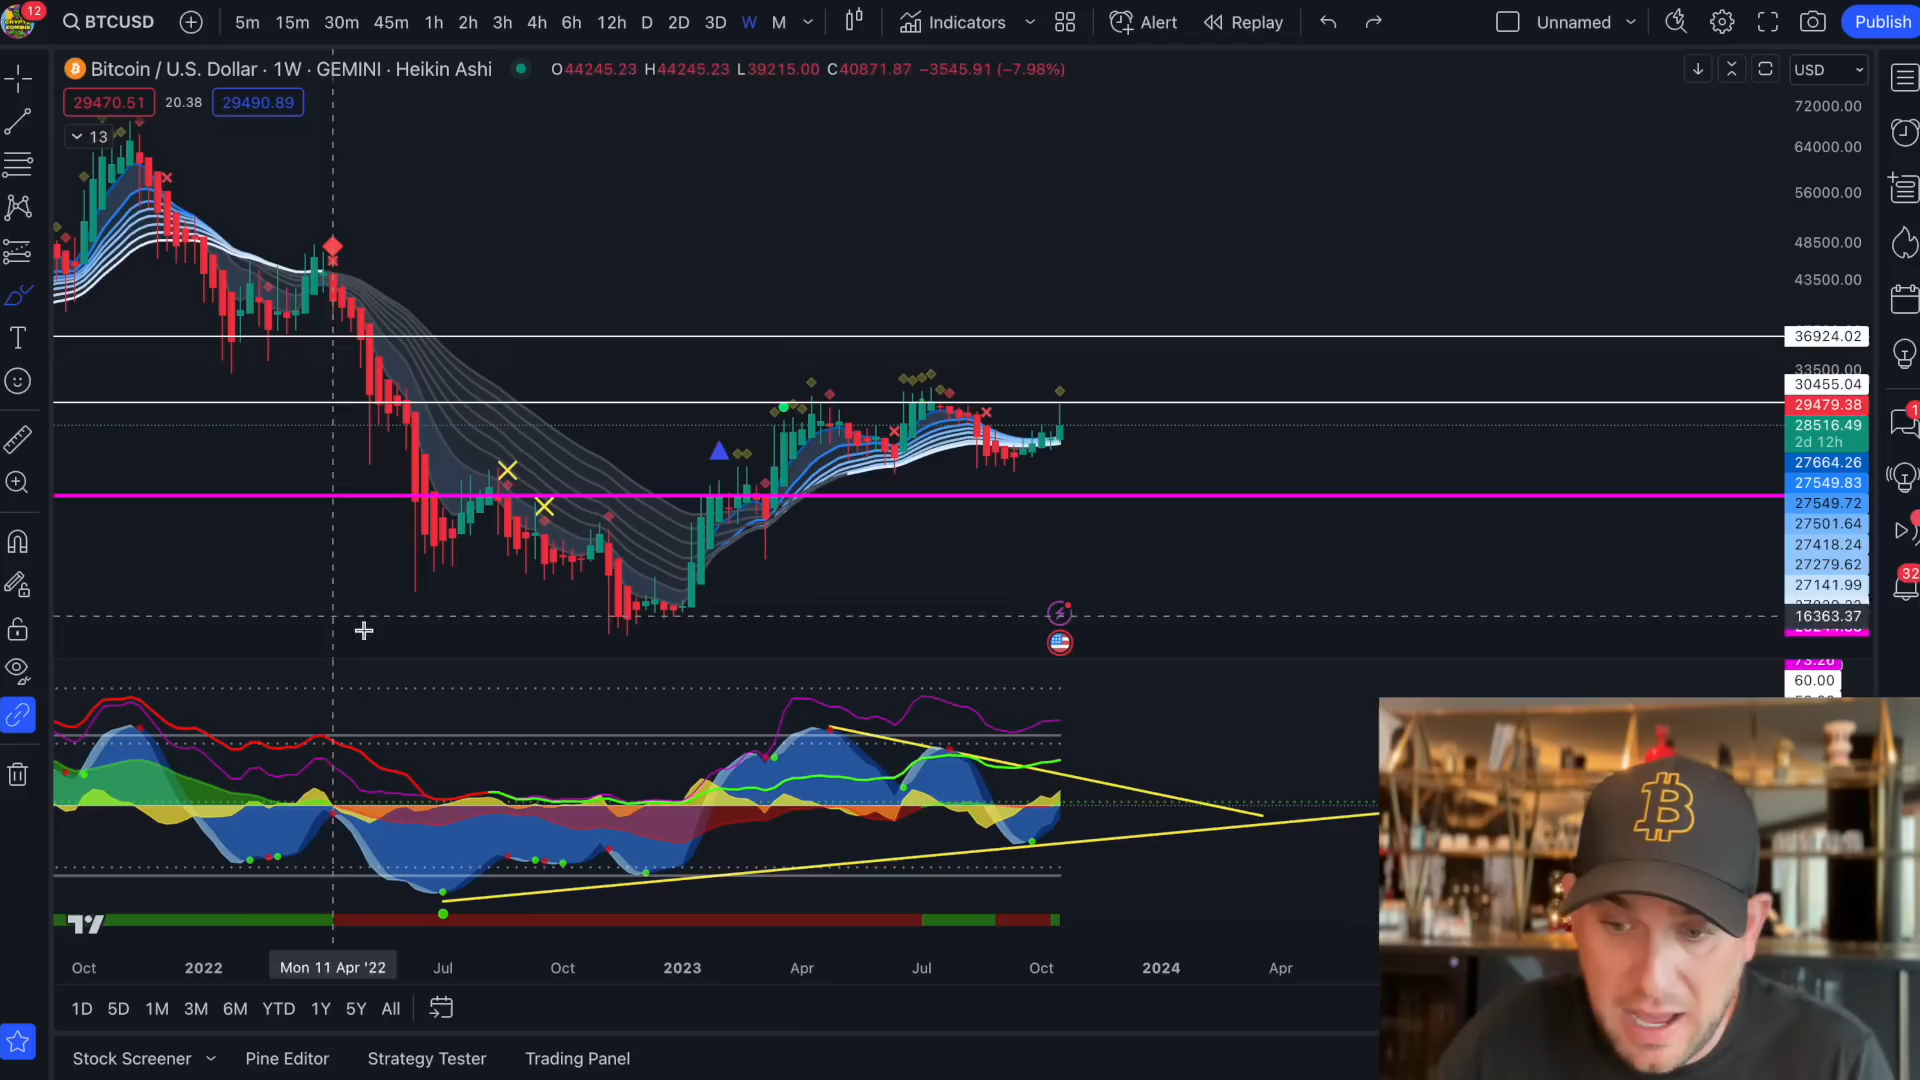 12
BTCUSD
5m 15m 30m 45m 1h 2h 3h 4h 6h 12h D 2D 3D W M
Indicators
Alert
Replay
Unnamed
Publish
Bitcoin / U.S. Dollar · 1W · GEMINI · Heikin Ashi
O44245.23 H44245.23 L39215.00 C40871.87 −3545.91 (−7.98%)
USD
29470.51 20.38 29490.89
13
72000.00
64000.00
56000.00
48500.00
43500.00
36924.02
33500.00
30455.04
29479.38
28516.49
2d 12h
27664.26
27549.83
27549.72
27501.64
27418.24
27279.62
27141.99
16363.37
73.26
60.00
32
Oct 2022 Mon 11 Apr '22 Jul Oct 2023 Apr Jul Oct 2024 Apr
1D 5D 1M 3M 6M YTD 1Y 5Y All
Stock Screener Pine Editor Strategy Tester Trading Panel